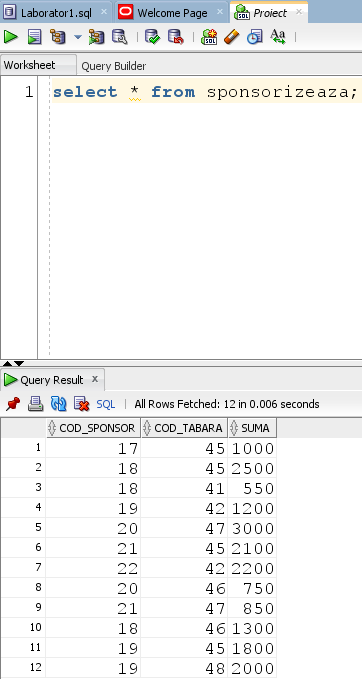 Laborator1.sql × Welcome Page × Proiect ×
Worksheet Query Builder
1 select * from sponsorizeaza;
Query Result x
SQL | All Rows Fetched: 12 in 0.006 seconds
COD_SPONSOR COD_TABARA SUMA
1 17 45 1000
2 18 45 2500
3 18 41 550
4 19 42 1200
5 20 47 3000
6 21 45 2100
7 22 42 2200
8 20 46 750
9 21 47 850
10 18 46 1300
11 19 45 1800
12 19 48 2000